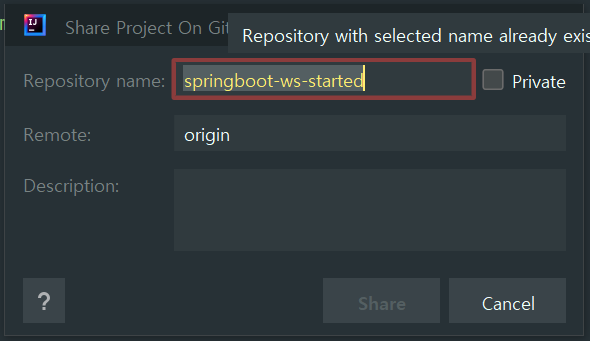 Share Project On Git
Repository with selected name already exis
Repository name: springboot-ws-started Private
Remote: origin
Description:
? Share Cancel